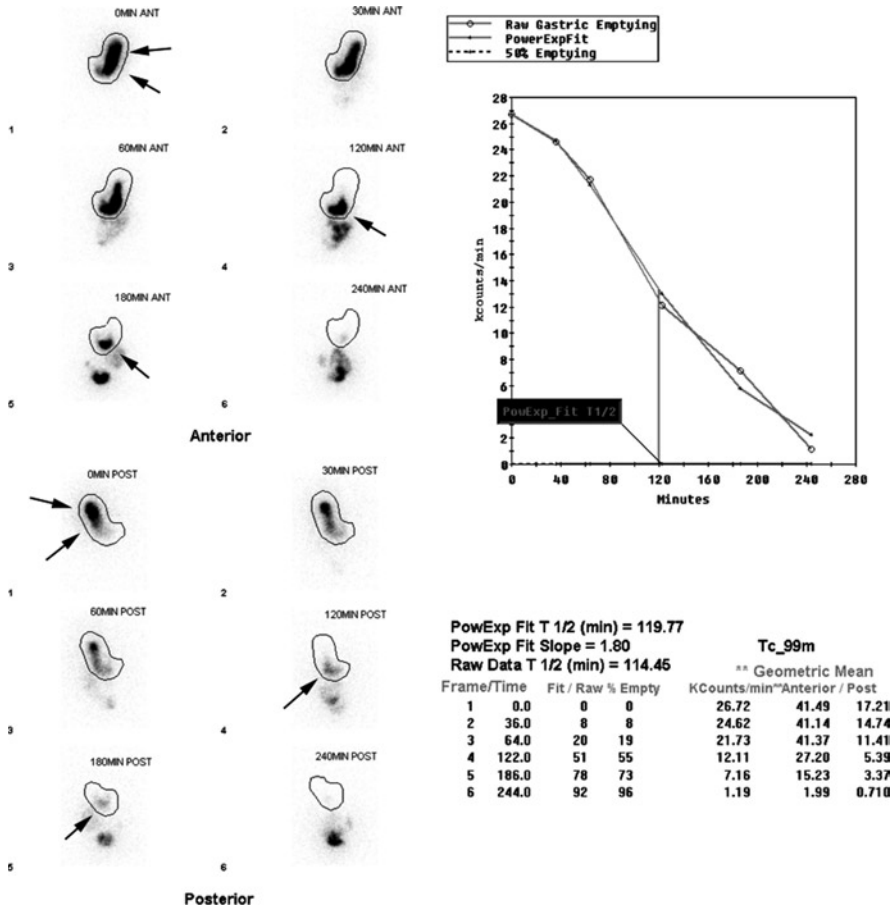 0MIN ANT
30MIN ANT
1
2
60MIN ANT
120MIN ANT
3
4
180MIN ANT
240MIN ANT
5
6
Anterior
0MIN POST
30MIN POST
1
2
60MIN POST
120MIN POST
3
4
180MIN POST
240MIN POST
5
6
Posterior
Raw Gastric Emptying
PowerExpFit
50% Emptying
28
26
24
22
20
18
16
14
12
10
8
6
2
0
kcounts/min
PowExp_Fit T1/2
0 40 80 120 160 200 240 280
Minutes
PowExp Fit T 1/2 (min) = 119.77
PowExp Fit Slope = 1.80 Tc_99m
Raw Data T 1/2 (min) = 114.45 ** Geometric Mean
Frame/Time Fit / Raw % Empty KCounts/min**Anterior / Post
1 0.0 0 0 26.72 41.49 17.21
2 36.0 8 8 24.62 41.14 14.74
3 64.0 20 19 21.73 41.37 11.41
4 122.0 51 55 12.11 27.20 5.39
5 186.0 78 73 7.16 15.23 3.37
6 244.0 92 96 1.19 1.99 0.710